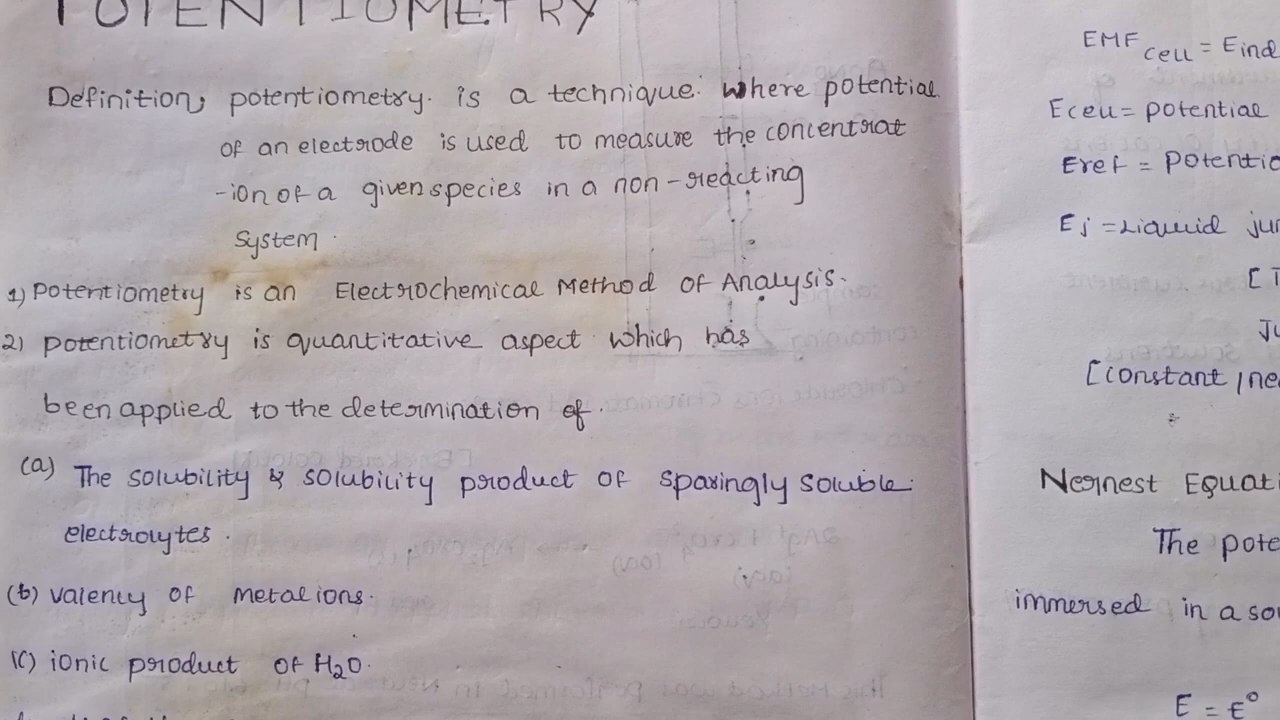 POTENTIOMETRY
Definition, potentiometry. is a technique. where potential
of an electrode is used to measure the concentrat
-ion of a given species in a non-reacting
system.
1) Potentiometry is an Electrochemical Method of Analysis.
2) potentiometry is quantitative aspect which has
been applied to the determination of.
(a) The solubility & solubility product of sparingly soluble.
electrolytes.
(b) valency of metal ions.
(c) ionic product of H₂O.
EMF cell = Eind
Ecell = potential
Eref = Potentia
Ej = Liquid jun
[constant
Nernest Equati
The pote
immersed in a so
E = E°